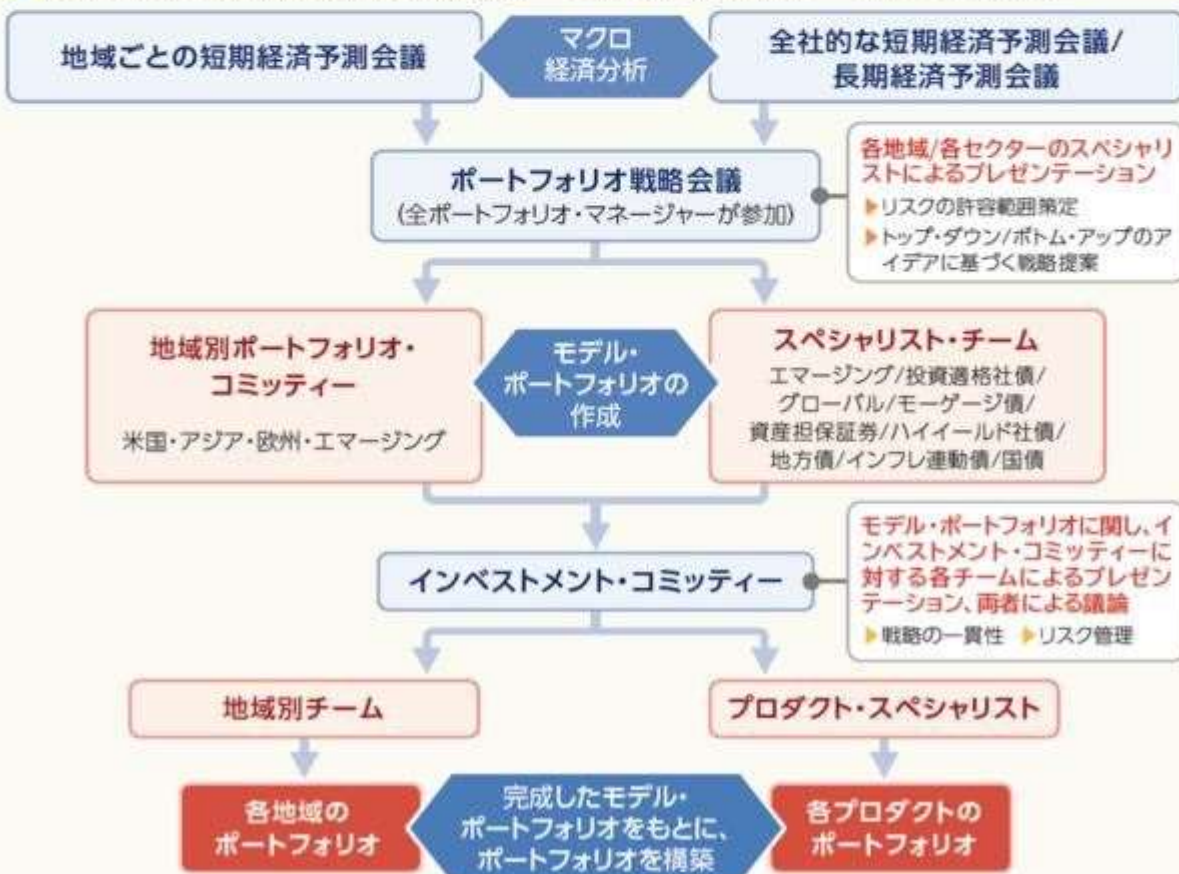 地域ごとの短期経済予測会議
マクロ
経済分析
全社的な短期経済予測会議/
長期経済予測会議
ポートフォリオ戦略会議
(全ポートフォリオ・マネージャーが参加)
各地域/各セクターのスペシャリ
ストによるプレゼンテーション
▶リスクの許容範囲策定
▶トップ・ダウン/ボトム・アップのア
イデアに基づく戦略提案
地域別ポートフォリオ・
コミッティー
米国・アジア・欧州・エマージング
モデル・
ポートフォリオの
作成
スペシャリスト・チーム
エマージング/投資適格社債/
グローバル/モーゲージ債/
資産担保証券/ハイイールド社債/
地方債/インフレ連動債/国債
インベストメント・コミッティー
モデル・ポートフォリオに関し、イ
ンベストメント・コミッティーに
対する各チームによるプレゼン
テーション、両者による議論
▶戦略の一貫性 ▶リスク管理
地域別チーム
プロダクト・スペシャリスト
各地域の
ポートフォリオ
完成したモデル・
ポートフォリオをもとに、
ポートフォリオを構築
各プロダクトの
ポートフォリオ